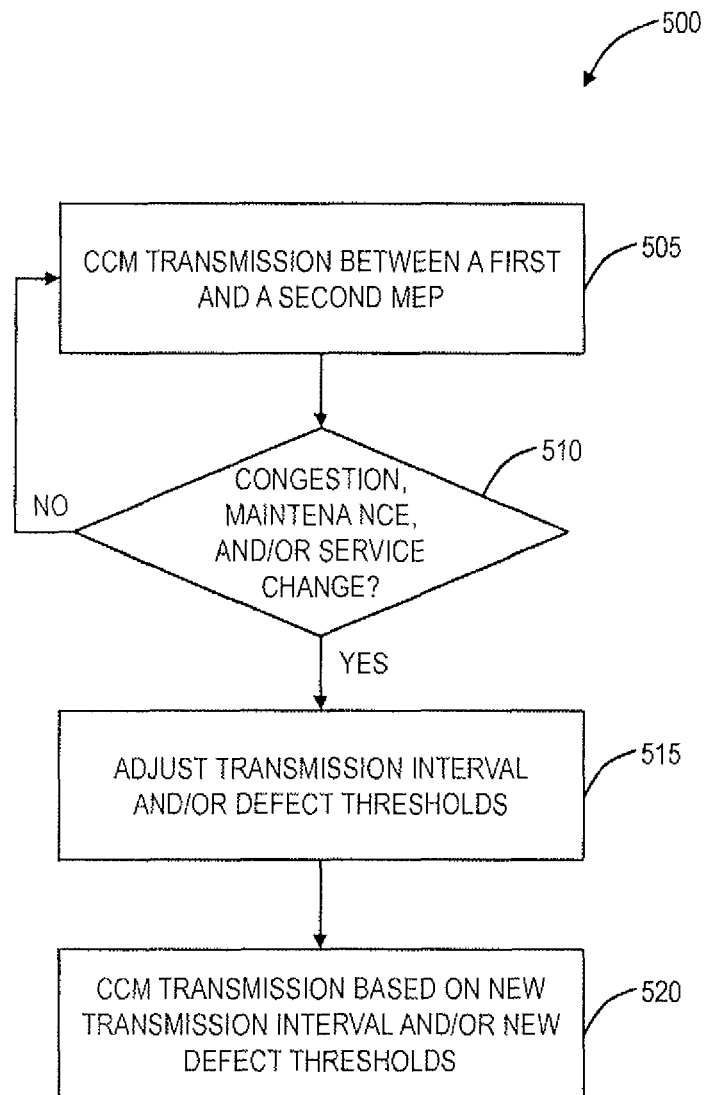 500
CCM TRANSMISSION BETWEEN A FIRST
AND A SECOND MEP
505
CONGESTION,
MAINTENANCE,
AND/OR SERVICE
CHANGE?
510
NO
YES
ADJUST TRANSMISSION INTERVAL
AND/OR DEFECT THRESHOLDS
515
CCM TRANSMISSION BASED ON NEW
TRANSMISSION INTERVAL AND/OR NEW
DEFECT THRESHOLDS
520